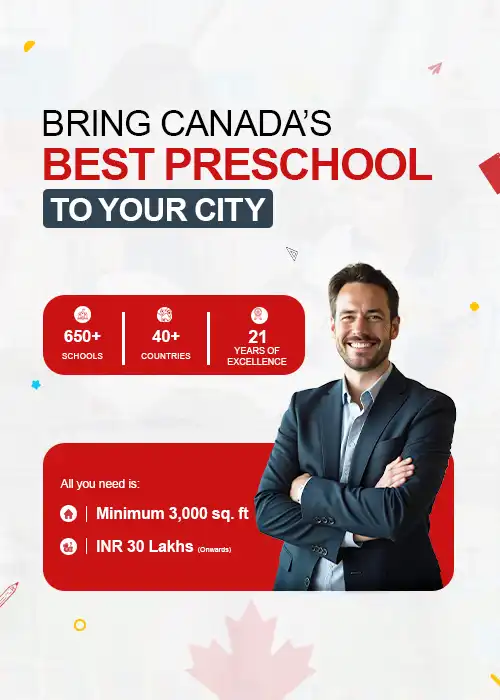 BRING CANADA’S
BEST PRESCHOOL
TO YOUR CITY
650+
SCHOOLS
40+
COUNTRIES
21
YEARS OF
EXCELLENCE
All you need is:
Minimum 3,000 sq. ft
INR 30 Lakhs (Onwards)